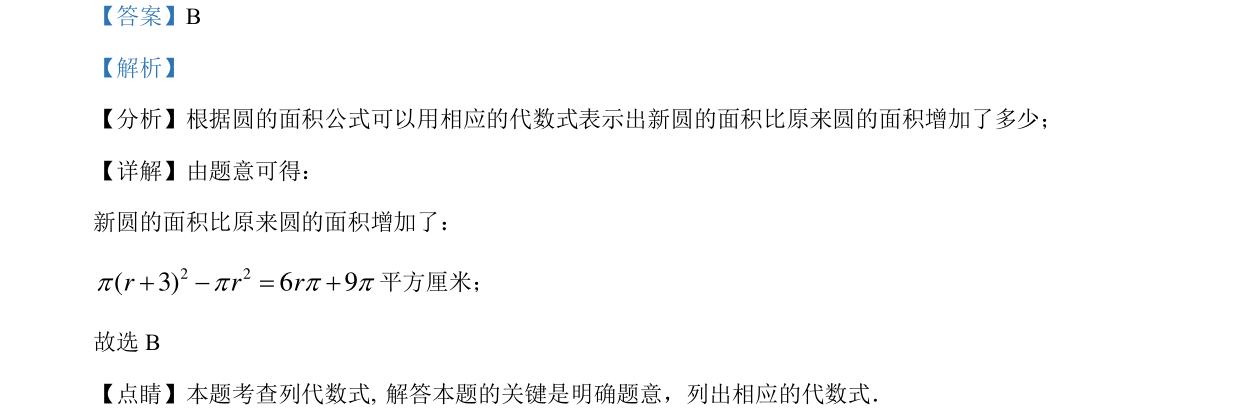 【答案】B
【解析】
【分析】根据圆的面积公式可以用相应的代数式表示出新圆的面积比原来圆的面积增加了多少；
【详解】由题意可得：
新圆的面积比原来圆的面积增加了：
π(r+3)²－πr²=6rπ+9π 平方厘米；
故选 B
【点睛】本题考查列代数式, 解答本题的关键是明确题意，列出相应的代数式．